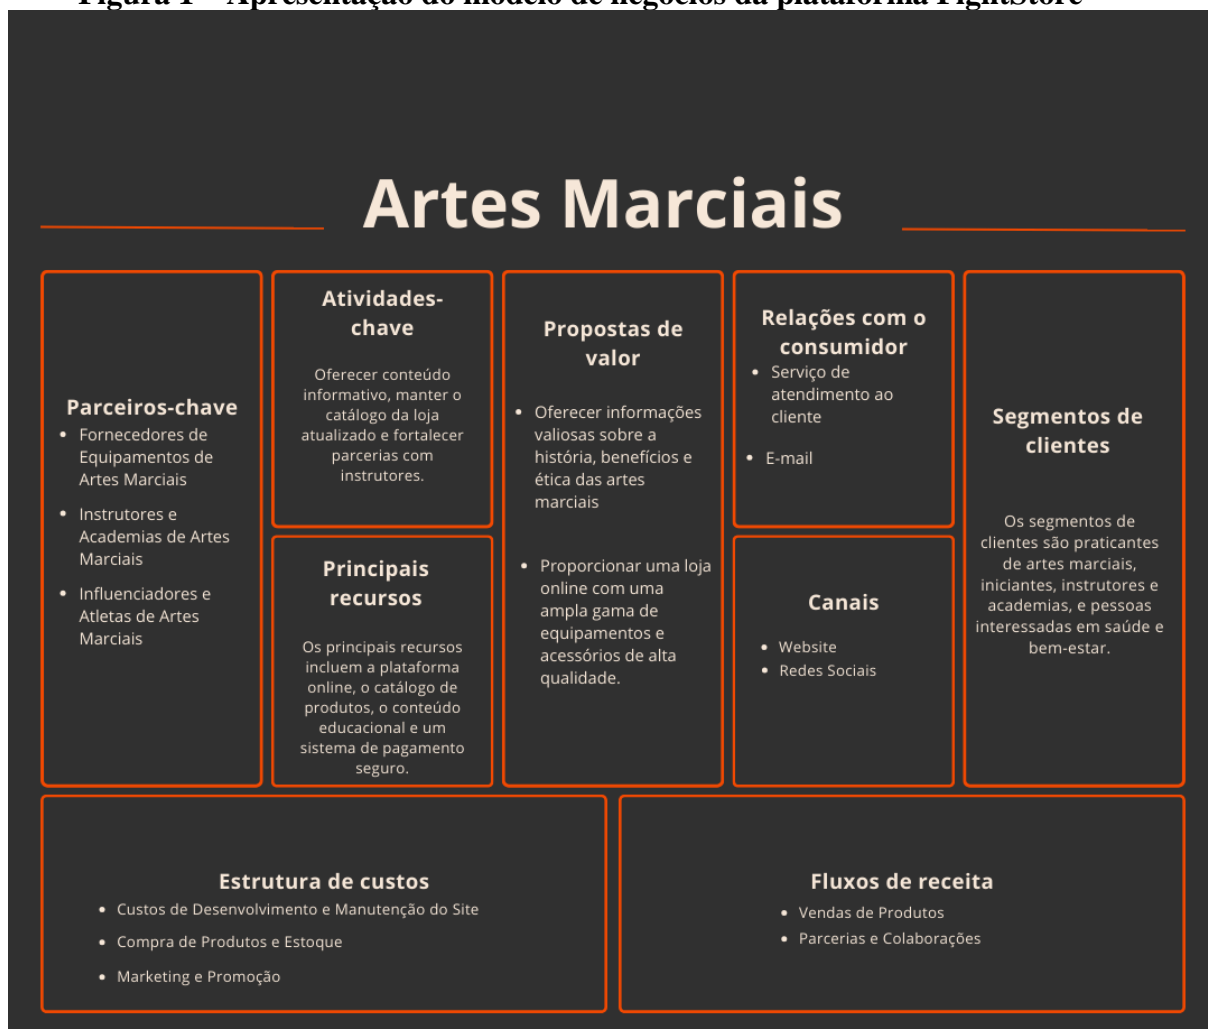 Figura 1 – Apresentação do modelo de negócios da plataforma FightStore
Artes Marciais
Parceiros-chave
• Fornecedores de
Equipamentos de
Artes Marciais
• Instrutores e
Academias de Artes
Marciais
• Influenciadores e
Atletas de Artes
Marciais
Atividades-
chave
Oferecer conteúdo
informativo, manter o
catálogo da loja
atualizado e fortalecer
parcerias com
instrutores.
Principais
recursos
Os principais recursos
incluem a plataforma
online, o catálogo de
produtos, o conteúdo
educacional e um
sistema de pagamento
seguro.
Propostas de
valor
• Oferecer informações
valiosas sobre a
história, benefícios e
ética das artes
marciais
• Proporcionar uma loja
online com uma
ampla gama de
equipamentos e
acessórios de alta
qualidade.
Relações com o
consumidor
• Serviço de
atendimento ao
cliente
• E-mail
Canais
• Website
• Redes Sociais
Segmentos de
clientes
Os segmentos de
clientes são praticantes
de artes marciais,
iniciantes, instrutores e
academias, e pessoas
interessadas em saúde e
bem-estar.
Estrutura de custos
• Custos de Desenvolvimento e Manutenção do Site
• Compra de Produtos e Estoque
• Marketing e Promoção
Fluxos de receita
• Vendas de Produtos
• Parcerias e Colaborações